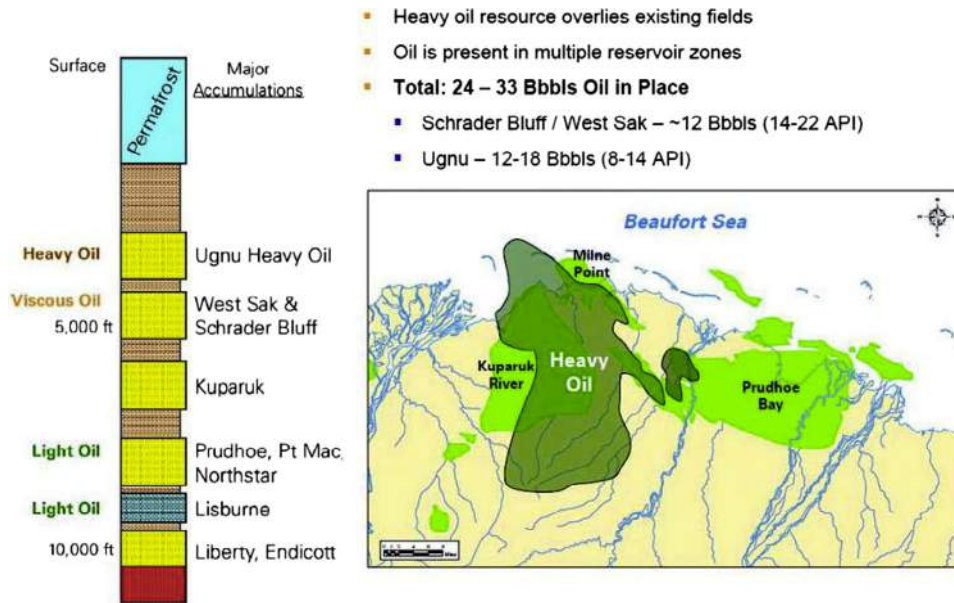 Surface
Major
Accumulations
Permafrost
Heavy Oil
Ugnu Heavy Oil
Viscous Oil
West Sak &
5,000 ft
Schrader Bluff
Kuparuk
Light Oil
Prudhoe, Pt Mac,
Northstar
Light Oil
Lisburne
10,000 ft
Liberty, Endicott
Heavy oil resource overlies existing fields
Oil is present in multiple reservoir zones
Total: 24 – 33 Bbbls Oil in Place
Schrader Bluff / West Sak – ~12 Bbbls (14-22 API)
Ugnu – 12-18 Bbbls (8-14 API)
Beaufort Sea
Milne
Point
Kuparuk
River
Heavy
Oil
Prudhoe
Bay